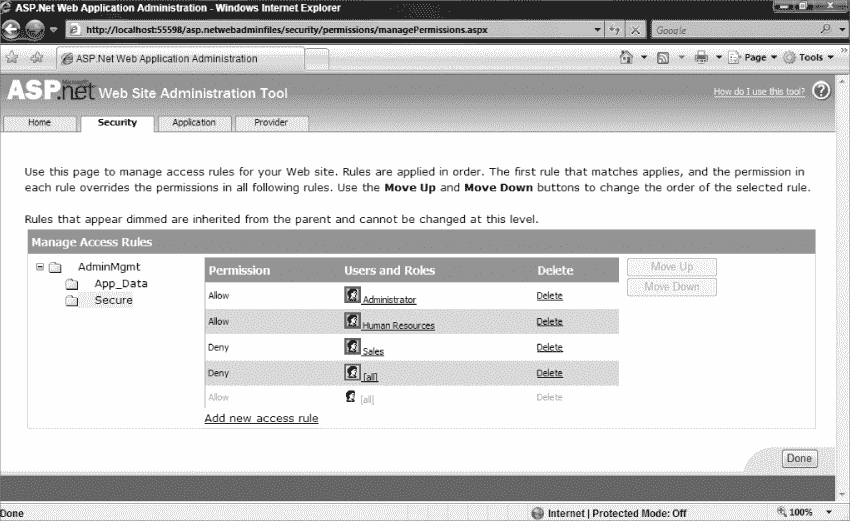 ASP.Net Web Application Administration - Windows Internet Explorer
http://localhost:55598/asp.netwebadminfiles/security/permissions/managePermissions.aspx
Google
ASP.Net Web Application Administration
Page
Tools
Microsoft
ASP.net Web Site Administration Tool
How do I use this tool?
Home Security Application Provider
Use this page to manage access rules for your Web site. Rules are applied in order. The first rule that matches applies, and the permission in
each rule overrides the permissions in all following rules. Use the Move Up and Move Down buttons to change the order of the selected rule.
Rules that appear dimmed are inherited from the parent and cannot be changed at this level.
Manage Access Rules
AdminMgmt
App_Data
Secure
Permission Users and Roles Delete
Allow Administrator Delete
Allow Human Resources Delete
Deny Sales Delete
Deny [all] Delete
Allow [all] Delete
Add new access rule
Move Up
Move Down
Done
Done Internet | Protected Mode: Off 100%